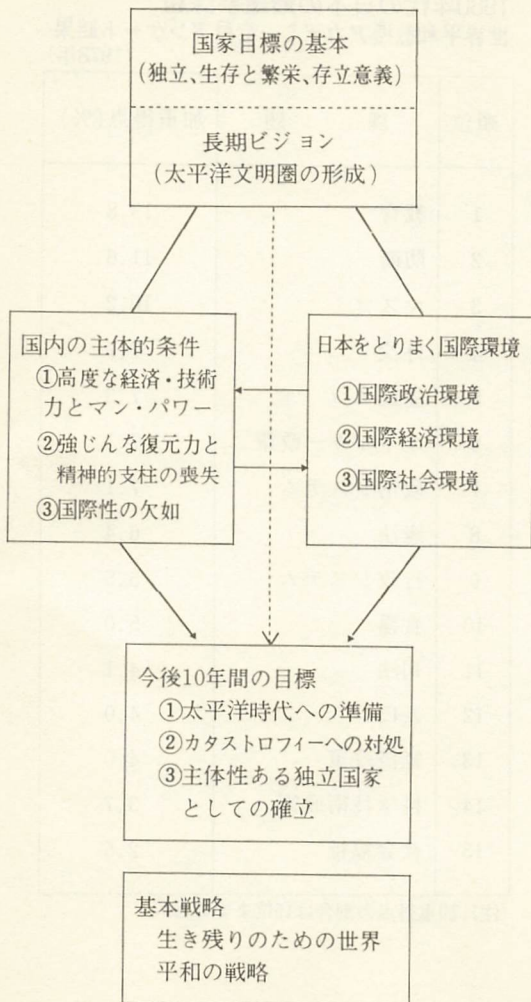 国家目標の基本
(独立、生存と繁栄、存立意義)
長期ビジョン
(太平洋文明圏の形成)
国内の主体的条件
①高度な経済・技術
力とマン・パワー
②強じんな復元力と
精神的支柱の喪失
③国際性の欠如
日本をとりまく国際環境
①国際政治環境
②国際経済環境
③国際社会環境
今後10年間の目標
①太平洋時代への準備
②カタストロフィーへの対処
③主体性ある独立国家
としての確立
基本戦略
生き残りのための世界
平和の戦略